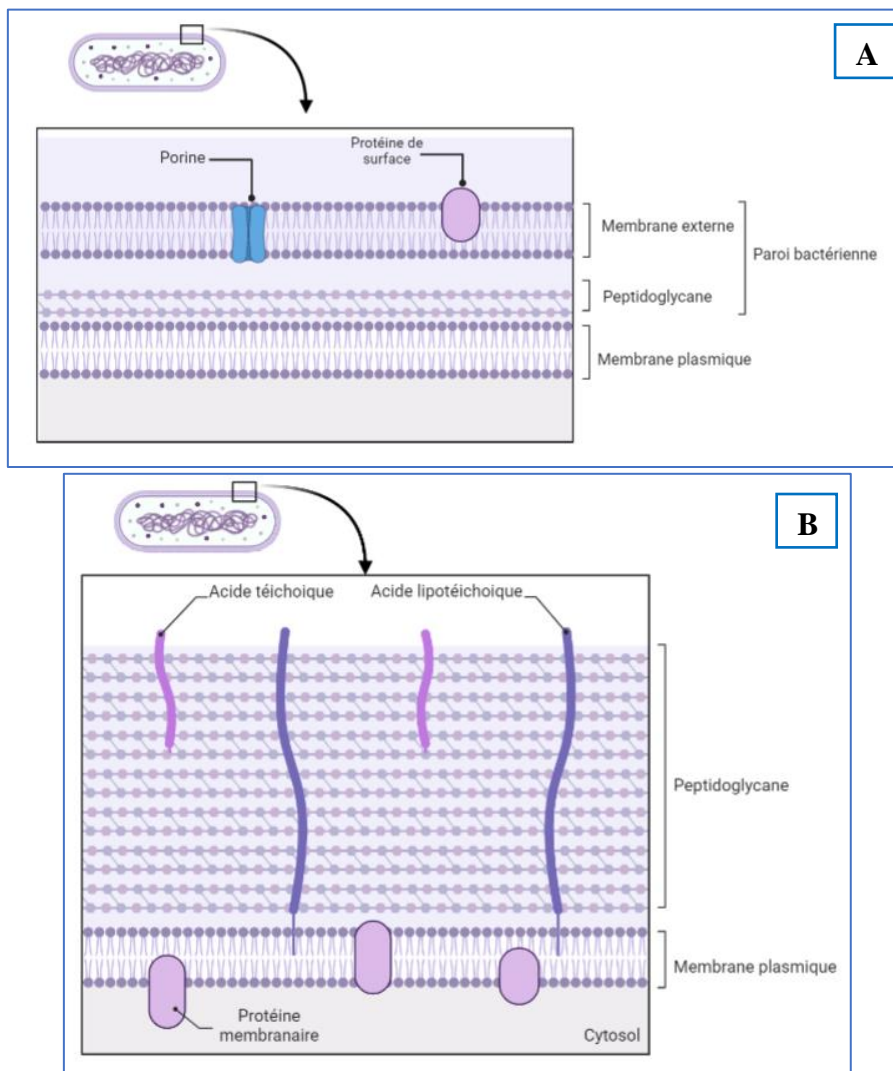 A
Porine
Protéine de
surface
Membrane externe
Paroi bactérienne
Peptidoglycane
Membrane plasmique
B
Acide téichoique
Acide lipotéichoique
Peptidoglycane
Membrane plasmique
Protéine
membranaire
Cytosol